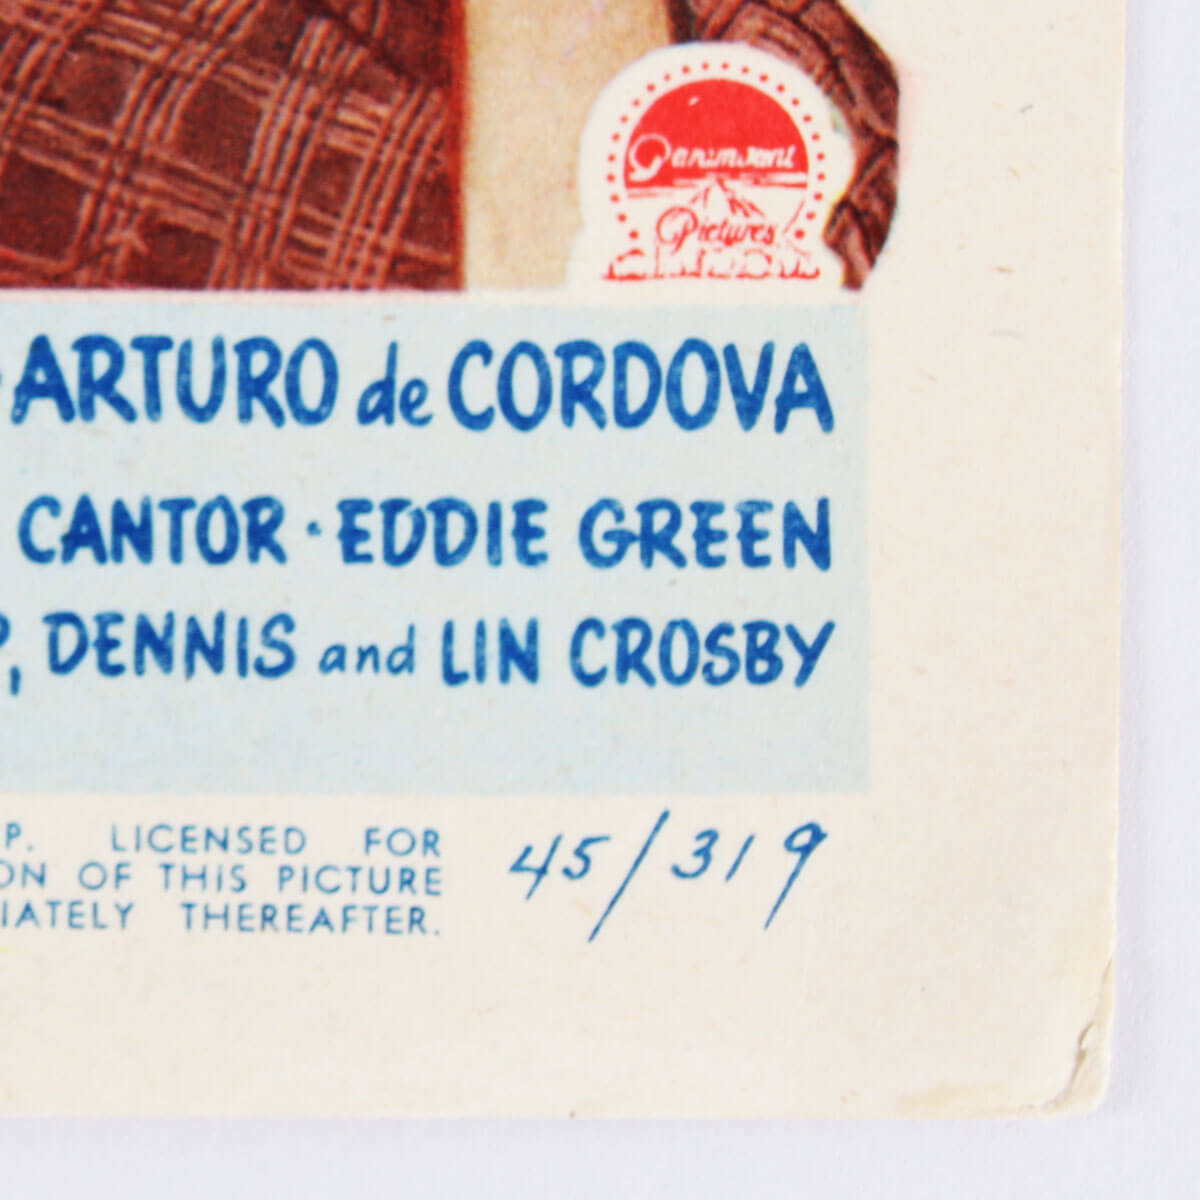 Paramount
Pictures
ARTURO de CORDOVA
CANTOR · EDDIE GREEN
P, DENNIS and LIN CROSBY
P. LICENSED FOR
ON OF THIS PICTURE
IATELY THEREAFTER.
45/319